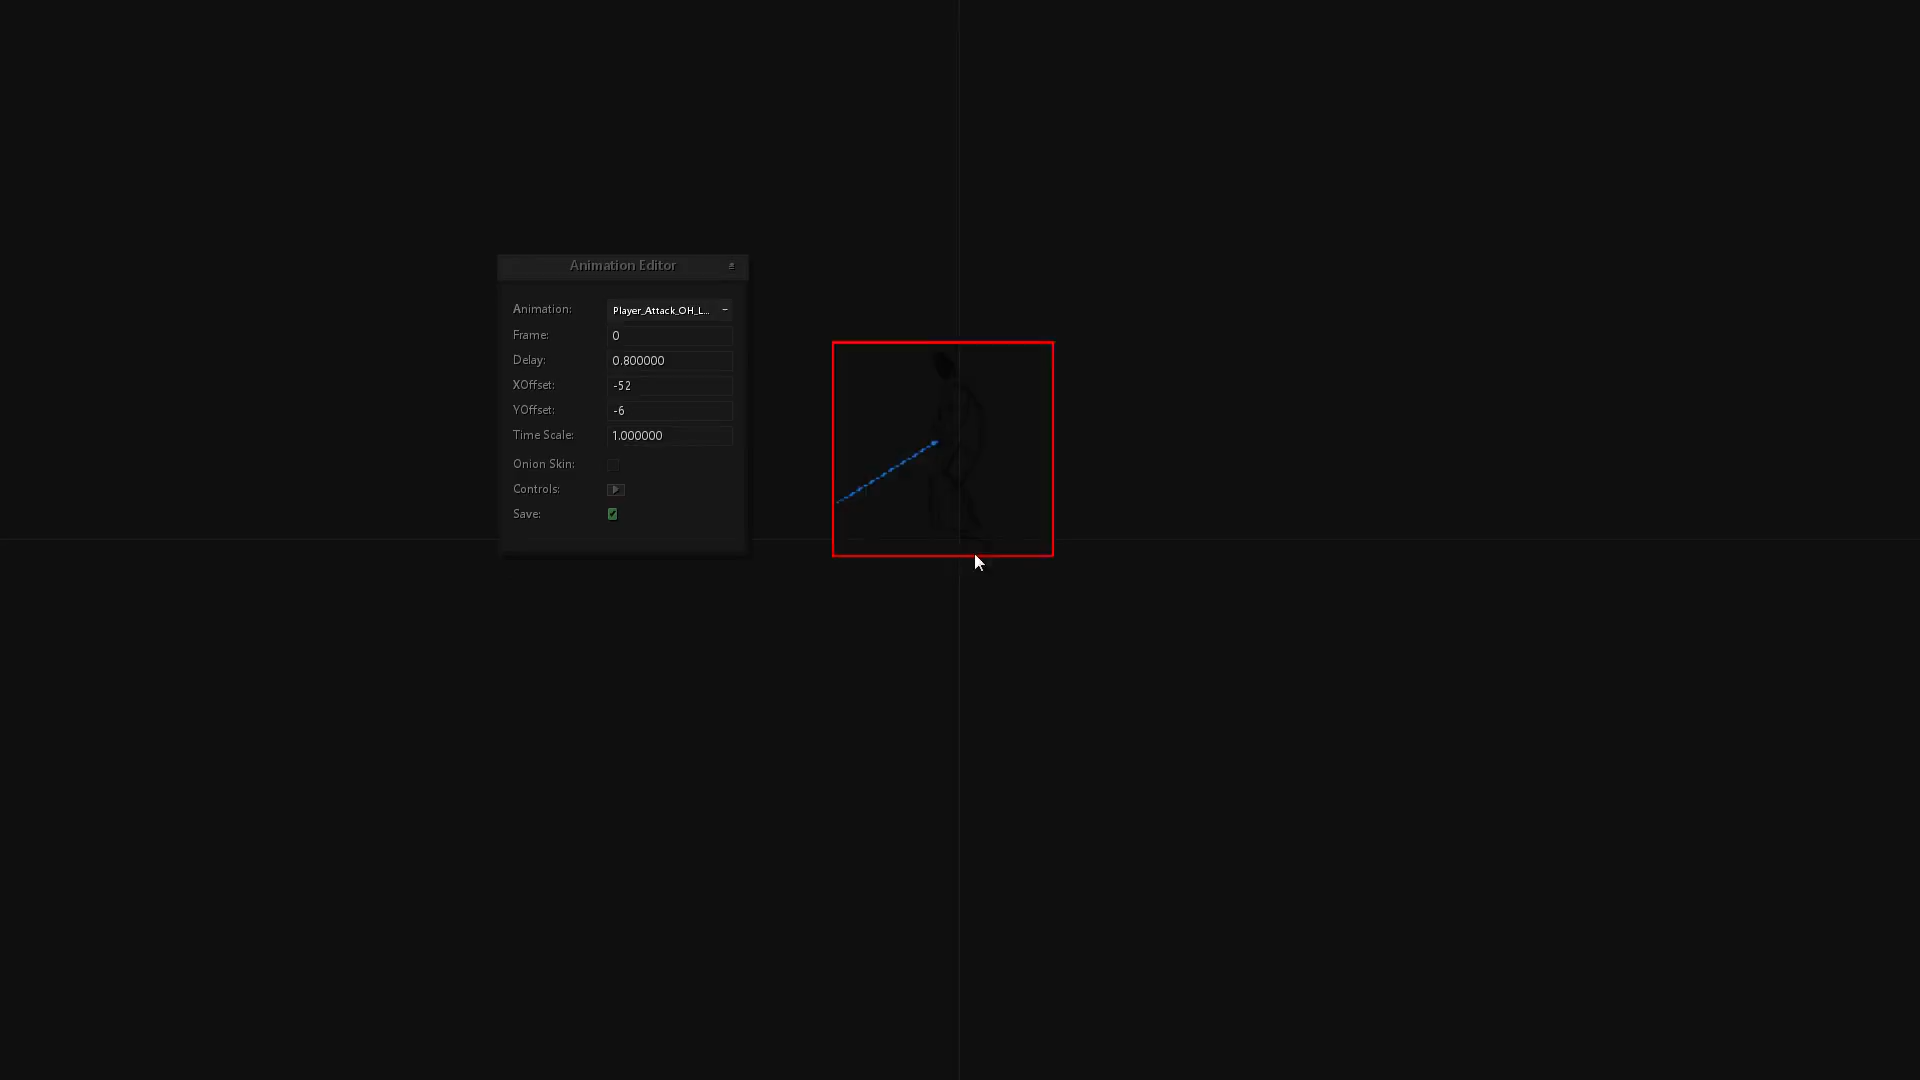 Animation Editor
Animation: Player_Attack_OH_L...
Frame: 0
Delay: 0.800000
XOffset: -52
YOffset: -6
Time Scale: 1.000000
Onion Skin:
Controls:
Save: